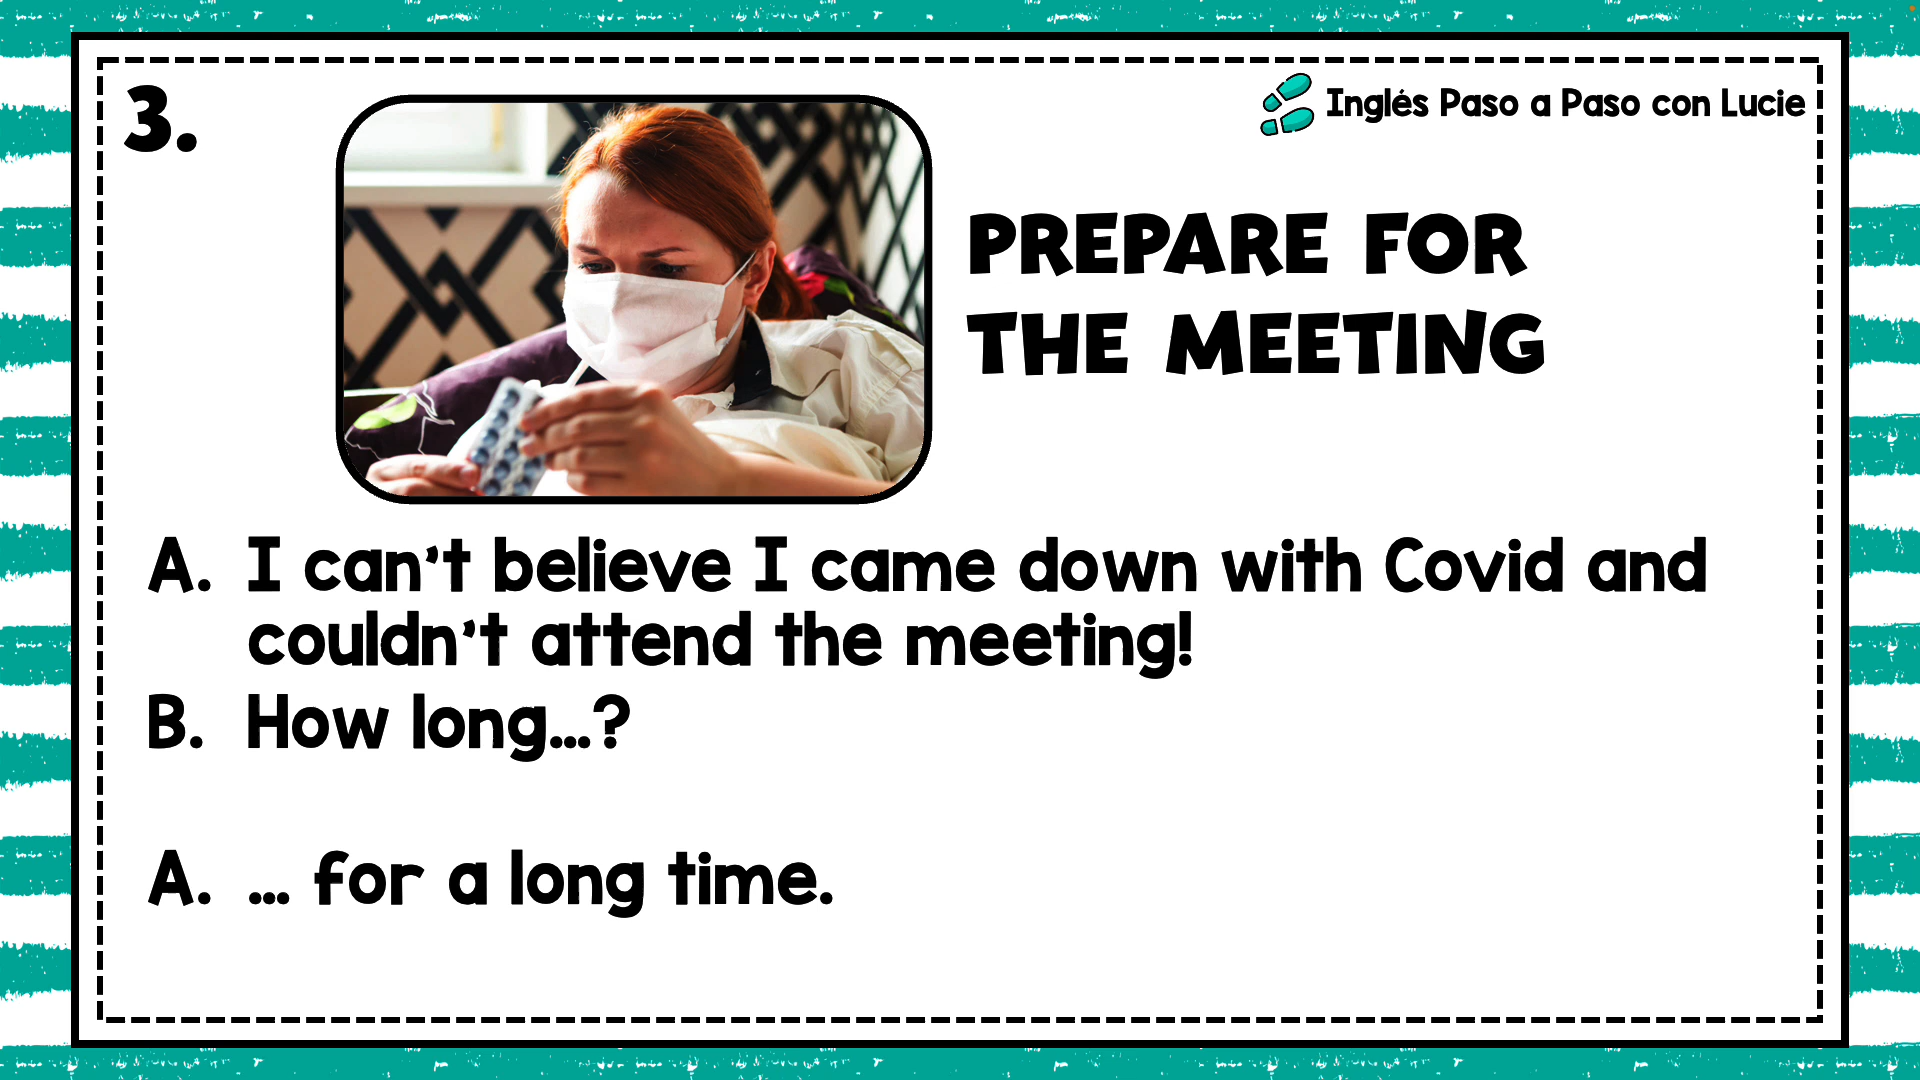 3.
Inglés Paso a Paso con Lucie
PREPARE FOR
THE MEETING
A. I can't believe I came down with Covid and
couldn't attend the meeting!
B. How long...?
A. ... for a long time.